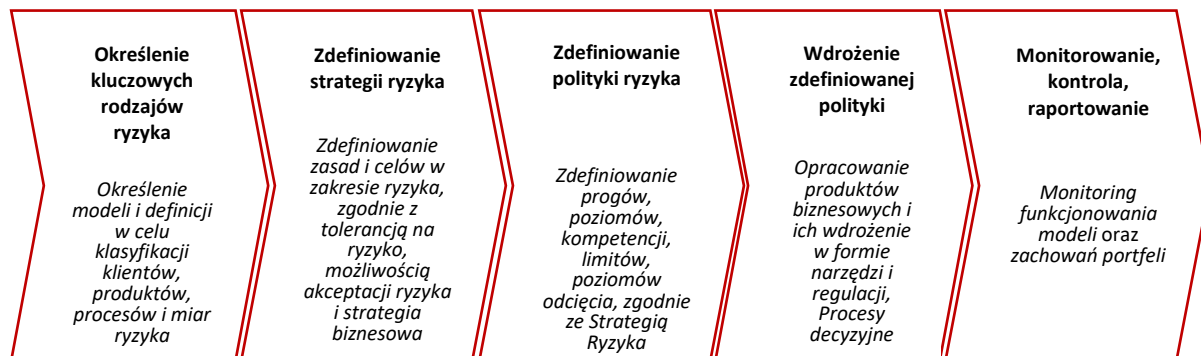 Określenie
kluczowych
rodzajów
ryzyka
Określenie
modeli i definicji
w celu
klasyfikacji
klientów,
produktów,
procesów i miar
ryzyka
Zdefiniowanie
strategii ryzyka
Zdefiniowanie
zasad i celów w
zakresie ryzyka,
zgodnie z
tolerancją na
ryzyko,
możliwością
akceptacji ryzyka
i strategia
biznesowa
Zdefiniowanie
polityki ryzyka
Zdefiniowanie
progów,
poziomów,
kompetencji,
limitów,
poziomów
odcięcia, zgodnie
ze Strategią
Ryzyka
Wdrożenie
zdefiniowanej
polityki
Opracowanie
produktów
biznesowych i
ich wdrożenie
w formie
narzędzi i
regulacji,
Procesy
decyzyjne
Monitorowanie,
kontrola,
raportowanie
Monitoring
funkcjonowania
modeli oraz
zachowań portfeli